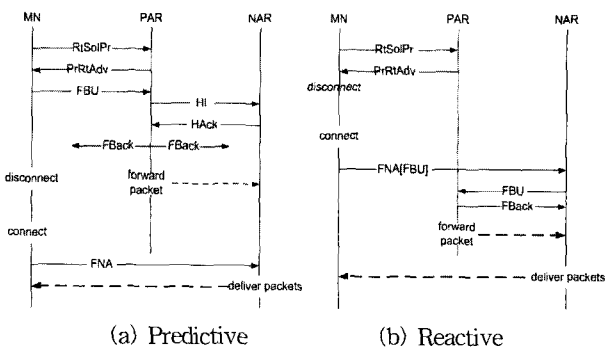 MN PAR NAR
RtSolPr
PrRtAdv
FBU
HI
HAck
FBack FBack
disconnect
forward
packet
connect
FNA
deliver packets
(a) Predictive
MN PAR NAR
RtSolPr
PrRtAdv
disconnect
connect
FNA[FBU]
FBU
FBack
forward
packet
deliver packets
(b) Reactive